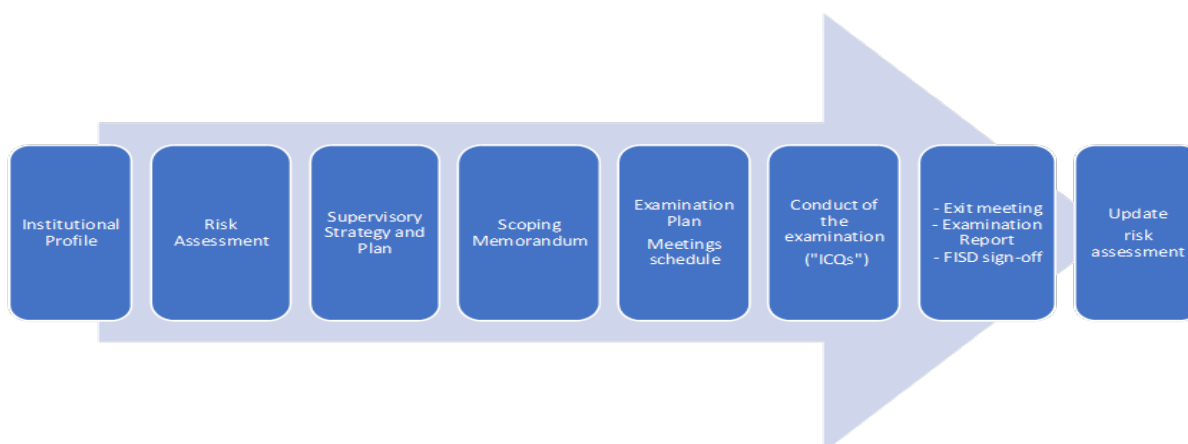 Institutional
Profile
Risk
Assessment
Supervisory
Strategy and
Plan
Scoping
Memorandum
Examination
Plan
Meetings
schedule
Conduct of
the
examination
("ICQs")
- Exit meeting
- Examination
Report
- FISD sign-off
Update
risk
assessment